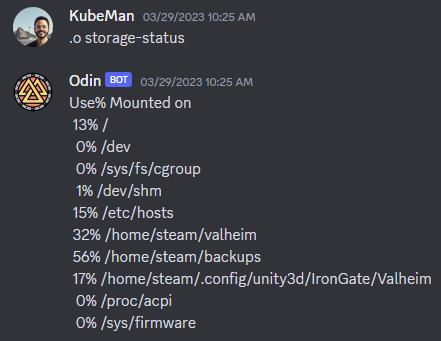 KubeMan 03/29/2023 10:25 AM
.o storage-status
Odin BOT 03/29/2023 10:25 AM
Use% Mounted on
13% /
0% /dev
0% /sys/fs/cgroup
1% /dev/shm
15% /etc/hosts
32% /home/steam/valheim
56% /home/steam/backups
17% /home/steam/.config/unity3d/IronGate/Valheim
0% /proc/acpi
0% /sys/firmware